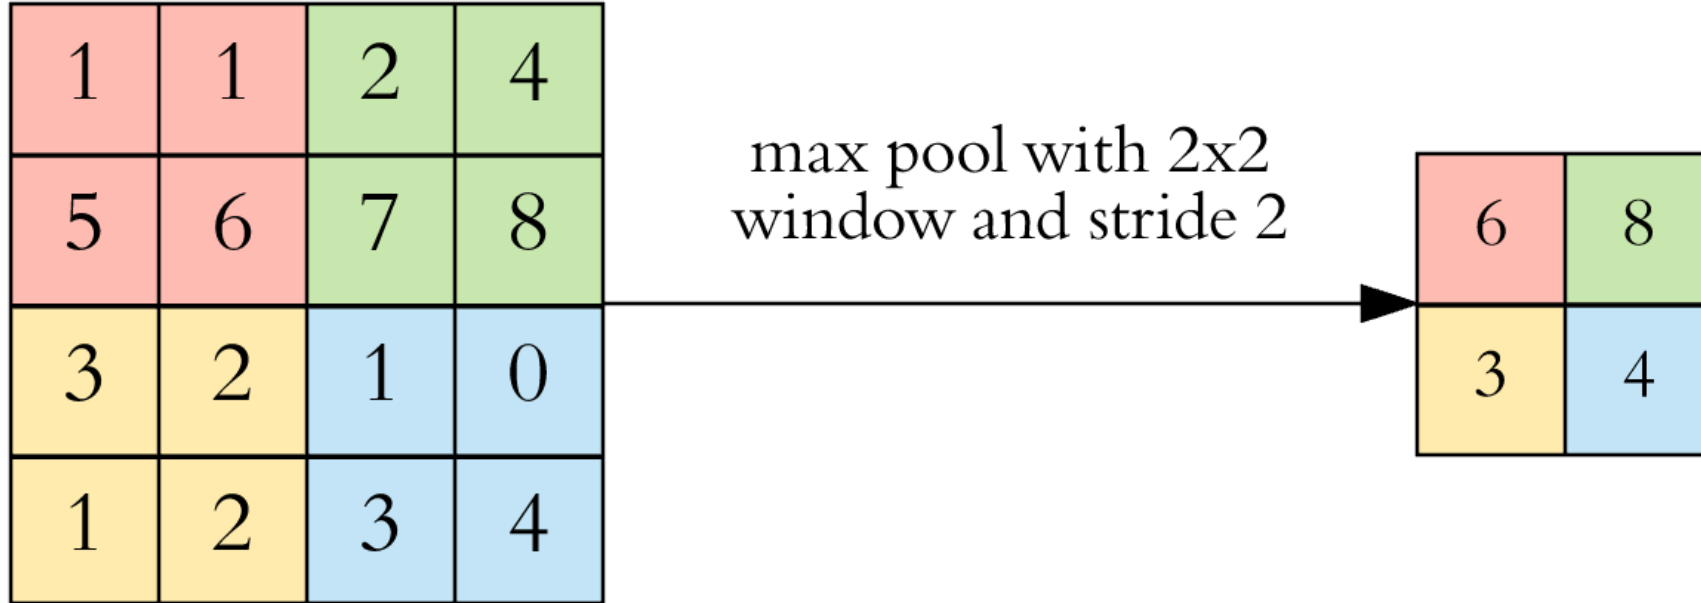 1 1 2 4
5 6 7 8
3 2 1 0
1 2 3 4
max pool with 2x2
window and stride 2
6 8
3 4